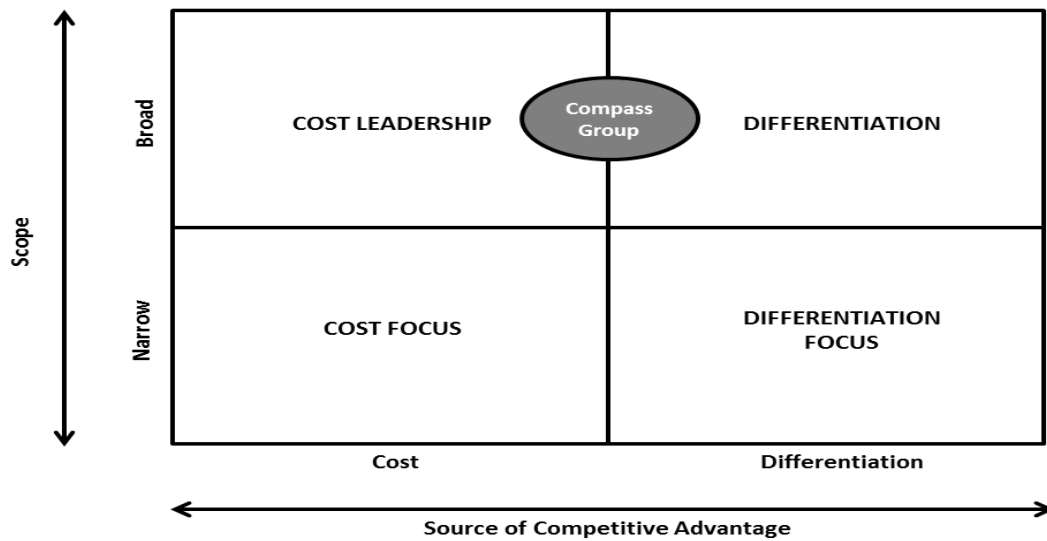 Scope
Broad
Narrow
COST LEADERSHIP
Compass
Group
DIFFERENTIATION
COST FOCUS
DIFFERENTIATION
FOCUS
Cost
Differentiation
Source of Competitive Advantage